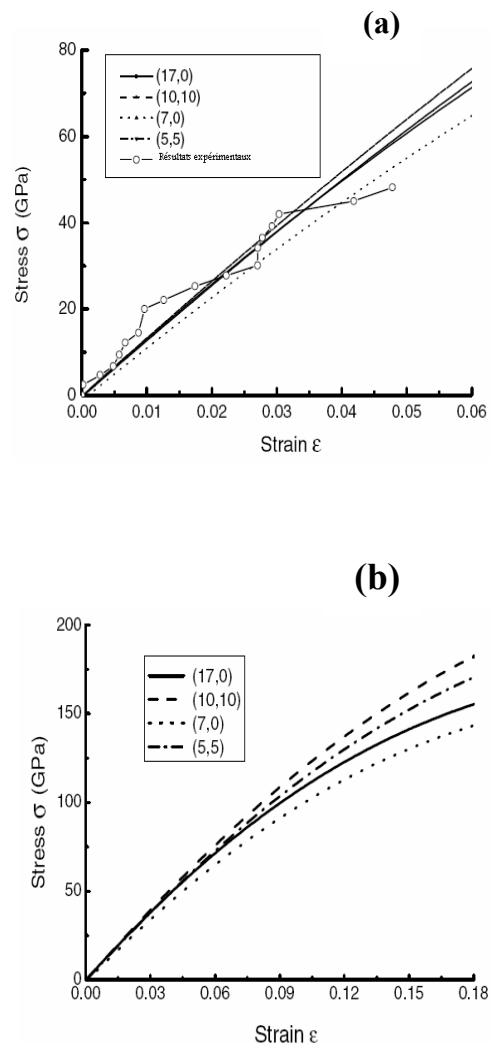 (a)
80
60
40
20
0
Stress σ (GPa)
(17,0)
(10,10)
(7,0)
(5,5)
Résultats expérimentaux
0.00 0.01 0.02 0.03 0.04 0.05 0.06
Strain ε
(b)
200
150
100
50
0
Stress σ (GPa)
(17,0)
(10,10)
(7,0)
(5,5)
0.00 0.03 0.06 0.09 0.12 0.15 0.18
Strain ε